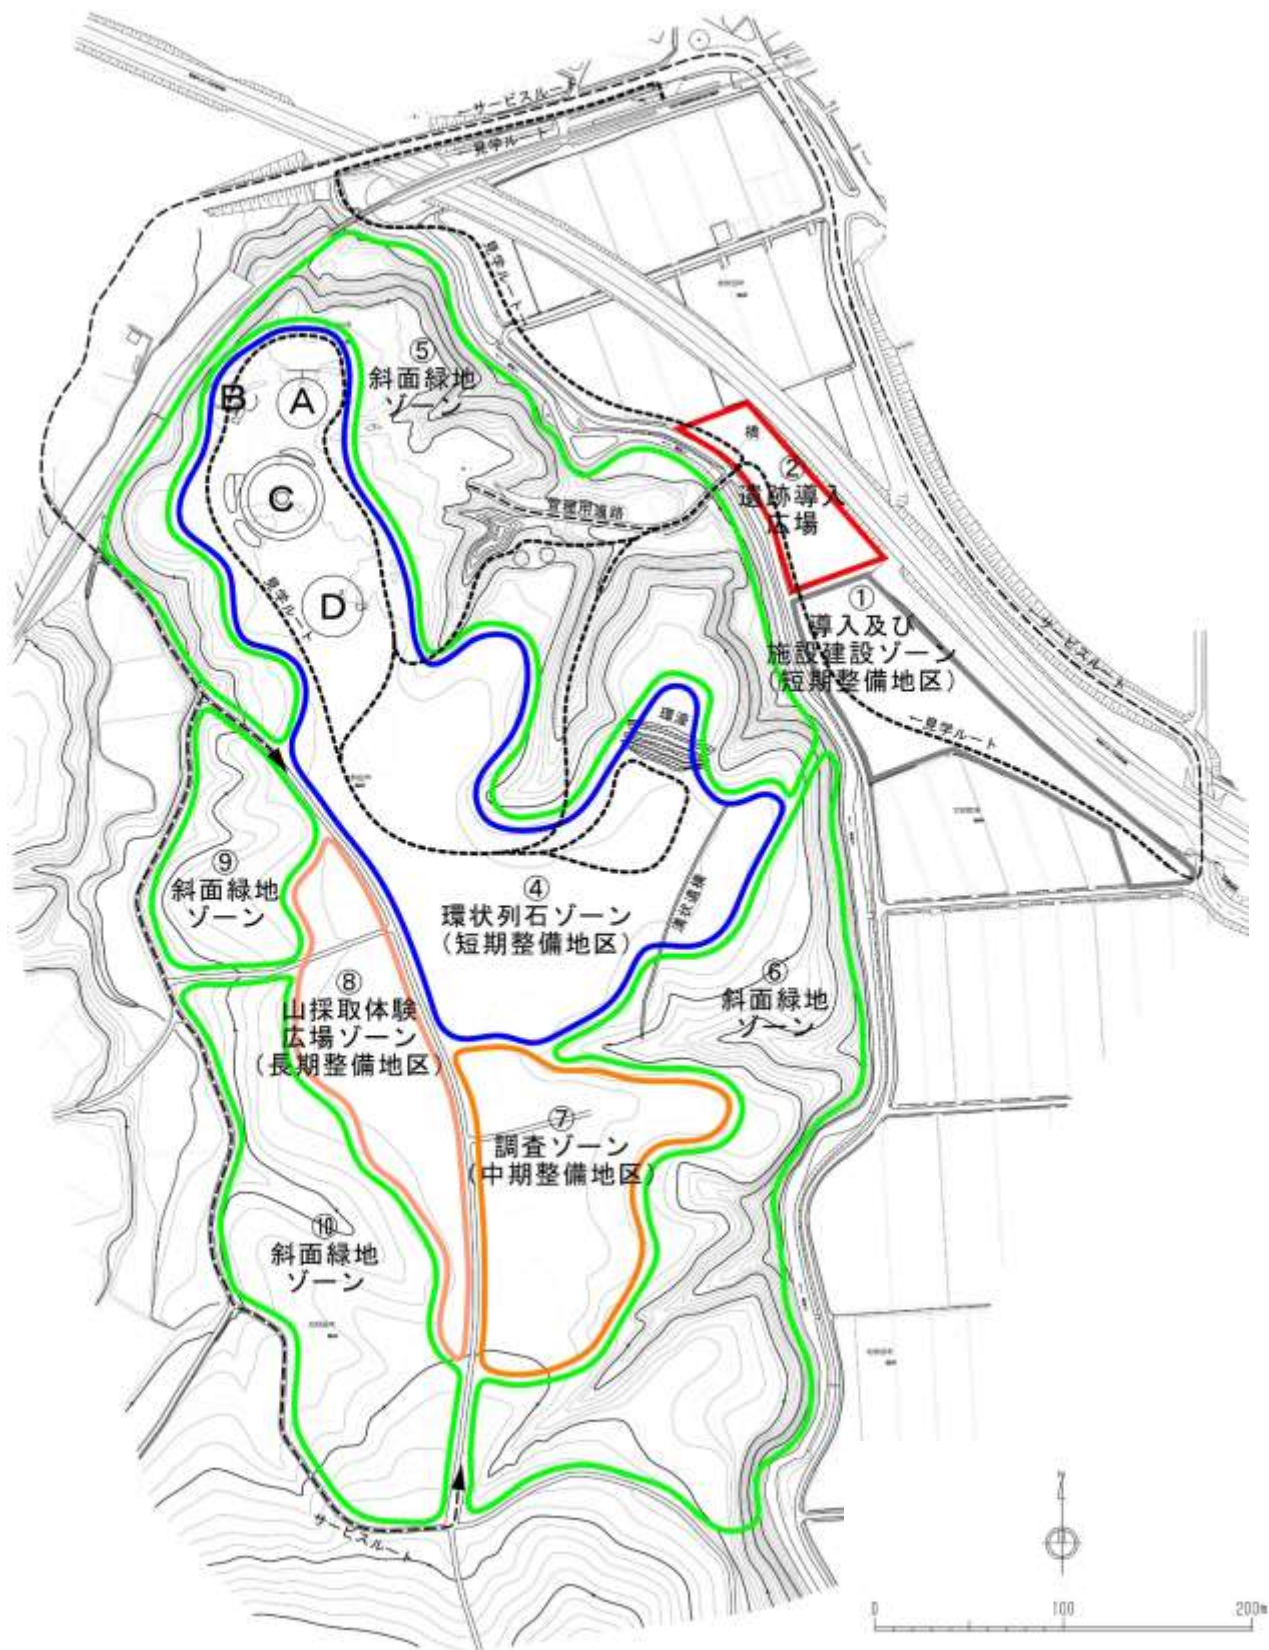 サービスルート
見学ルート
見学ルート
⑤
斜面緑地
ゾーン
B
A
橋
②
遺跡導入
広場
C
管理用道路
見学ルート
D
①
導入及び
施設建設ゾーン
(短期整備地区)
サービスルート
環濠
見学ルート
⑨
斜面緑地
ゾーン
④
環状列石ゾーン
(短期整備地区)
溝状遺構
⑥
斜面緑地
ゾーン
⑧
山採取体験
広場ゾーン
(長期整備地区)
⑦
調査ゾーン
(中期整備地区)
⑩
斜面緑地
ゾーン
サービスルート
N
0 100 200m